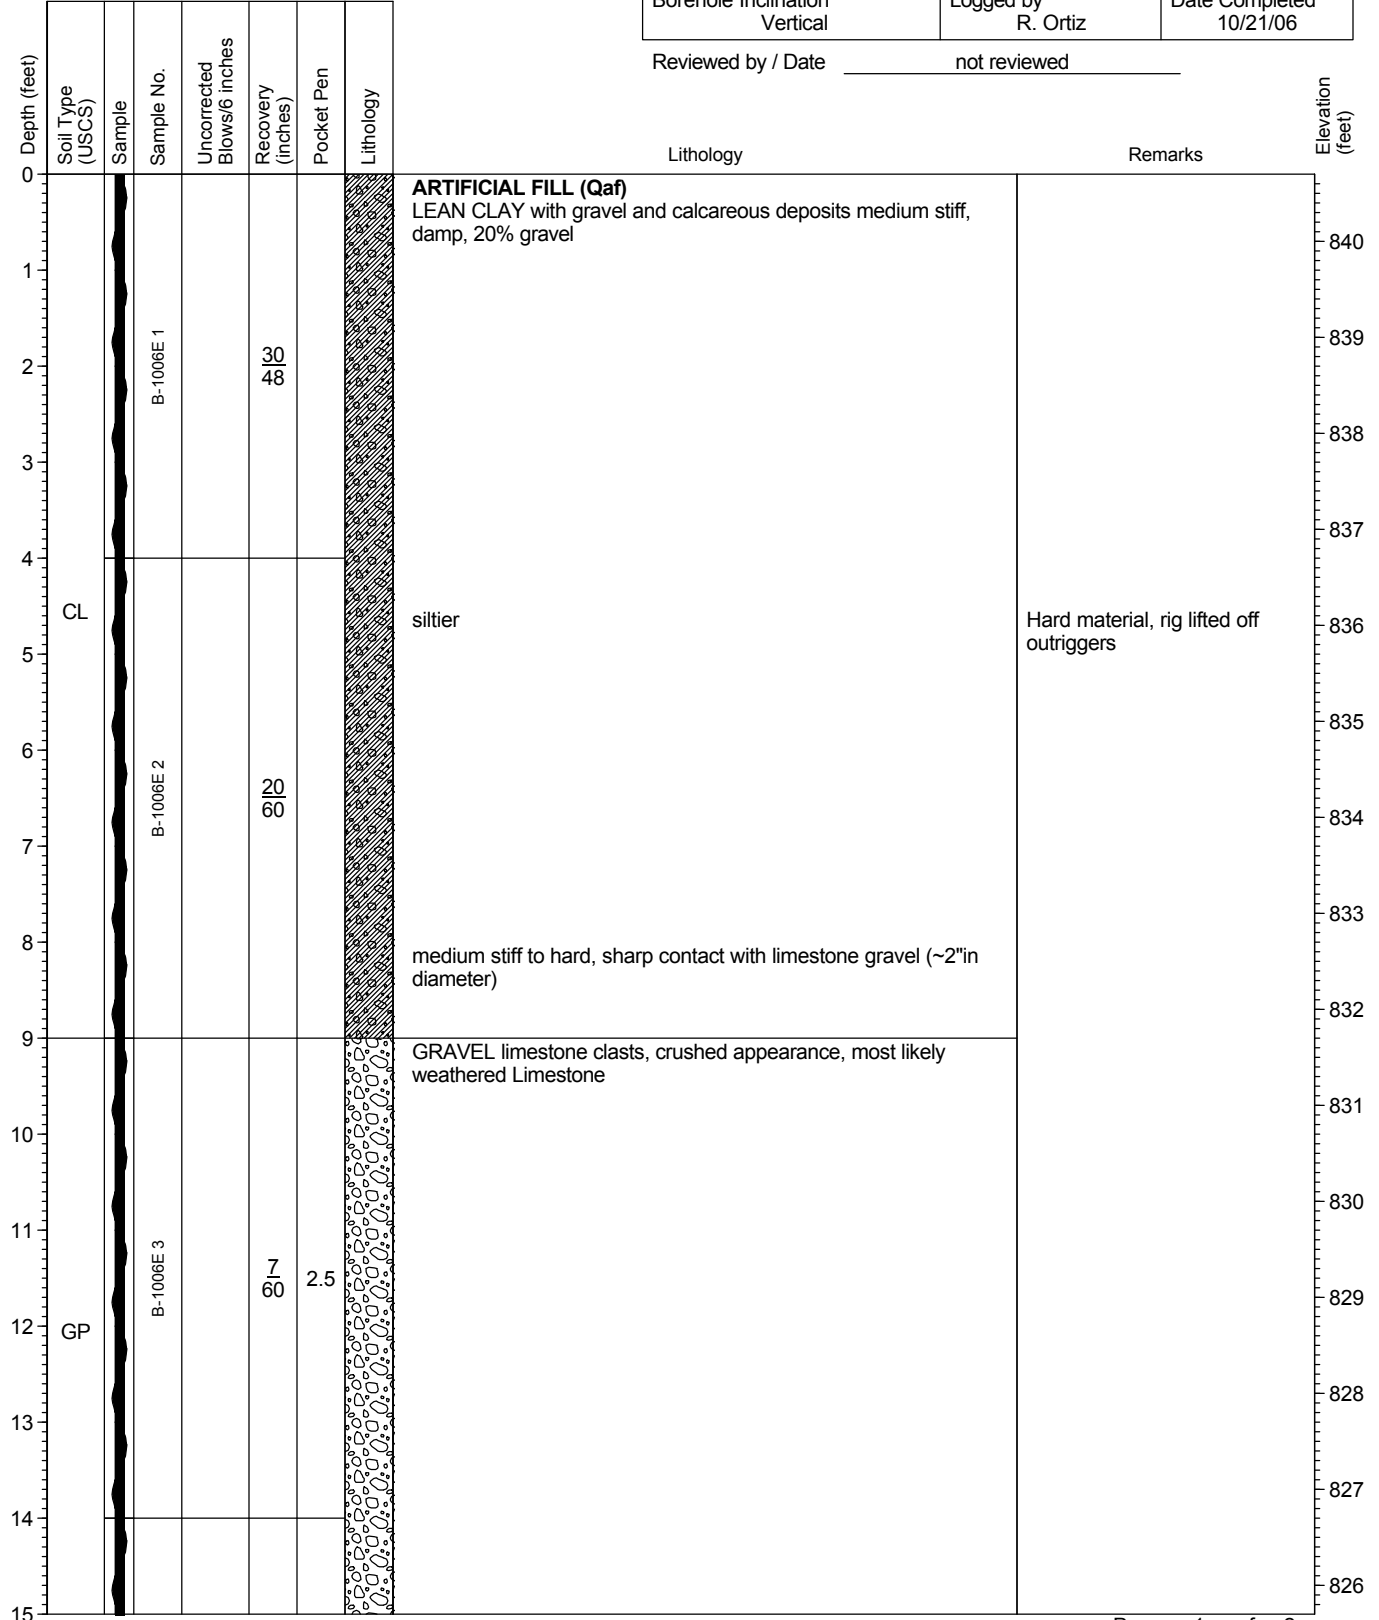 Borehole Inclination
Vertical
Logged by
R. Ortiz
Date Completed
10/21/06
Reviewed by / Date not reviewed
Depth (feet)
Soil Type
(USCS)
Sample
Sample No.
Uncorrected
Blows/6 inches
Recovery
(inches)
Pocket Pen
Lithology
Lithology
Remarks
Elevation
(feet)
0
ARTIFICIAL FILL (Qaf)
LEAN CLAY with gravel and calcareous deposits medium stiff,
damp, 20% gravel
840
1
839
B-1006E 1
30
48
2
838
3
837
4
CL
siltier
Hard material, rig lifted off
outriggers
836
5
835
6
B-1006E 2
20
60
834
7
833
8
medium stiff to hard, sharp contact with limestone gravel (~2"in
diameter)
832
9
GRAVEL limestone clasts, crushed appearance, most likely
weathered Limestone
831
10
830
11
B-1006E 3
7
60
2.5
829
12
GP
828
13
827
14
826
15